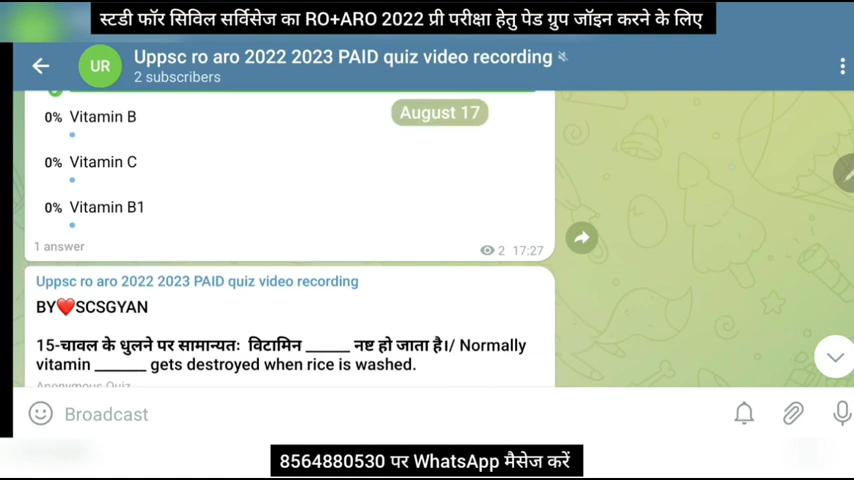 स्टडी फॉर सिविल सर्विसेज का RO+ARO 2022 प्री परीक्षा हेतु पेड ग्रुप जॉइन करने के लिए
UR
Uppsc ro aro 2022 2023 PAID quiz video recording
2 subscribers
August 17
0% Vitamin B
0% Vitamin C
0% Vitamin B1
1 answer
2 17:27
Uppsc ro aro 2022 2023 PAID quiz video recording
BY❤️SCSGYAN
15-चावल के धुलने पर सामान्यतः विटामिन _____ नष्ट हो जाता है।/ Normally
vitamin ______ gets destroyed when rice is washed.
Anonymous Quiz
Broadcast
8564880530 पर WhatsApp मैसेज करें